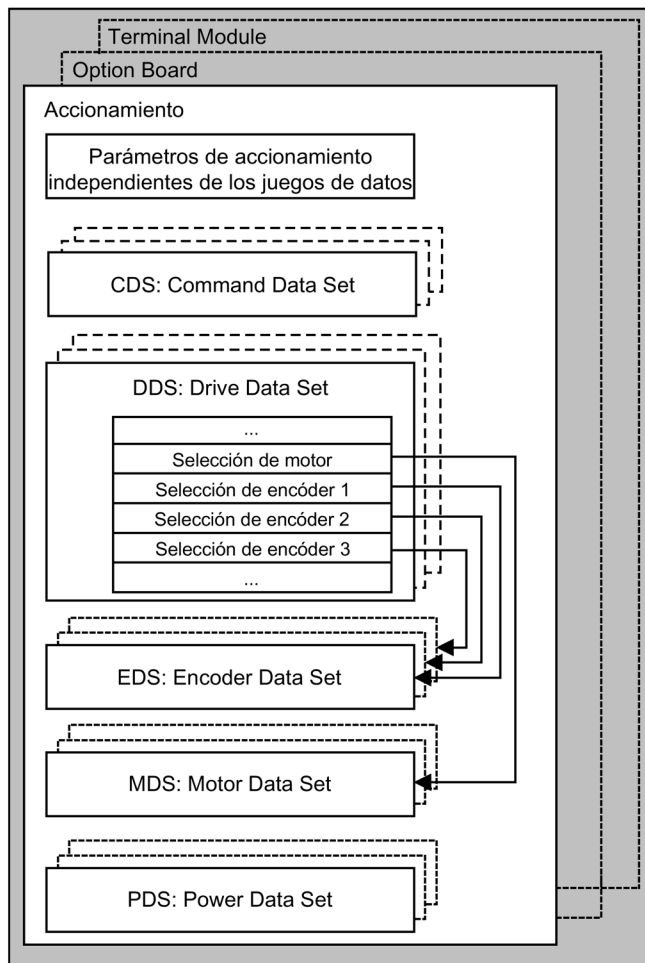 Terminal Module
Option Board
Accionamiento
Parámetros de accionamiento
independientes de los juegos de datos
CDS: Command Data Set
DDS: Drive Data Set
...
Selección de motor
Selección de encóder 1
Selección de encóder 2
Selección de encóder 3
...
EDS: Encoder Data Set
MDS: Motor Data Set
PDS: Power Data Set